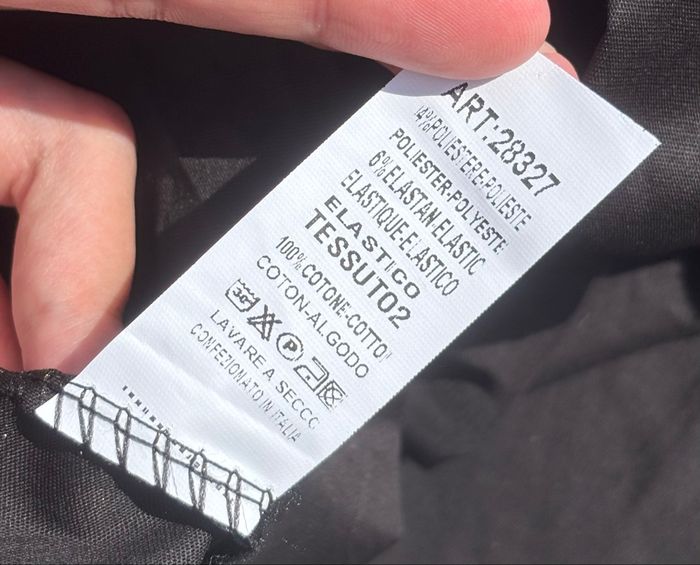 ART:28327
4%POLIESTERE-POLIESTE
POLIESTER-POLYESTE
6%ELASTAN-ELASTIC
ELASTIQUE-ELASTICO
ELASTICO
TESSUTO2
100%COTONE-COTTO
COTON-ALGODO
P
LAVARE A SECCO
CONFEZIONATO IN ITALIA